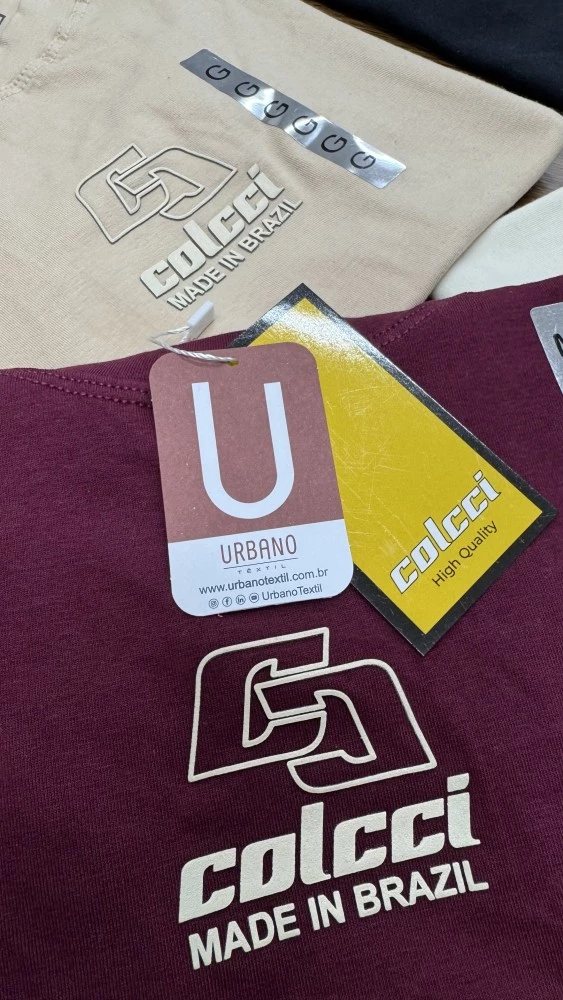 G G G G G G
colcci
MADE IN BRAZIL
U
URBANO
TÊXTIL
www.urbanotextil.com.br
UrbanoTextil
colcci
High Quality
colcci
MADE IN BRAZIL